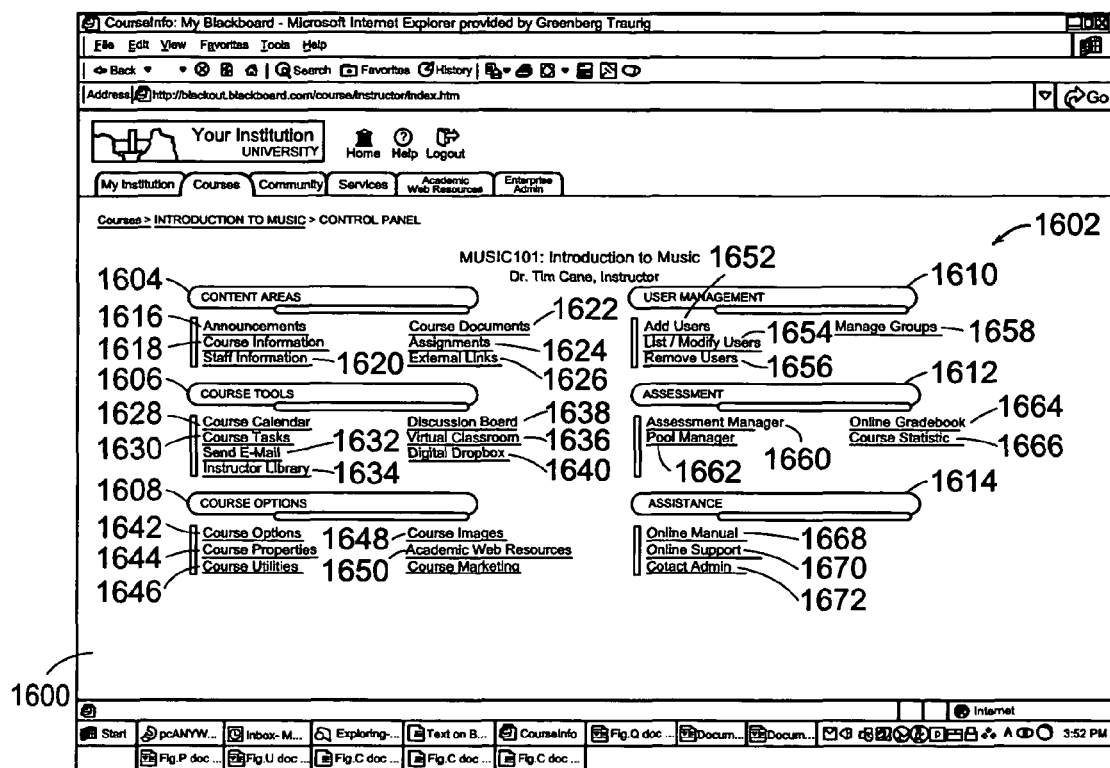 CourseInfo: My Blackboard - Microsoft Internet Explorer provided by Greenberg Traurig
File Edit View Favorites Tools Help
Back Search Favorites History
Address http://blackout.blackboard.com/course/instructor/index.htm Go
Your Institution
UNIVERSITY
Home Help Logout
My Institution Courses Community Services Academic Web Resources Enterprise Admin
Courses > INTRODUCTION TO MUSIC > CONTROL PANEL
1602
MUSIC101: Introduction to Music 1652
Dr. Tim Cane, Instructor
1604 1610
CONTENT AREAS USER MANAGEMENT
1616 Announcements Course Documents 1622 Add Users 1654 Manage Groups 1658
1618 Course Information Assignments 1624 List / Modify Users
Staff Information 1620 External Links 1626 Remove Users 1656
1606 1612
COURSE TOOLS ASSESSMENT
1628 Course Calendar Discussion Board 1638 Assessment Manager Online Gradebook 1664
1630 Course Tasks 1632 Virtual Classroom 1636 Pool Manager 1660 Course Statistic 1666
Send E-Mail Digital Dropbox 1640 1662
Instructor Library 1634
1608 1614
COURSE OPTIONS ASSISTANCE
1642 Course Options 1648 Course Images Online Manual 1668
1644 Course Properties 1650 Academic Web Resources Online Support 1670
1646 Course Utilities Course Marketing Cotact Admin 1672
1600
Internet
Start pcANYW... Inbox- M... Exploring-... Text on B... CourseInfo Fig.Q doc ... Docum... Docum... 3:52 PM
Fig.P doc ... Fig.U doc ... Fig.C doc ... Fig.C doc ... Fig.C doc ...